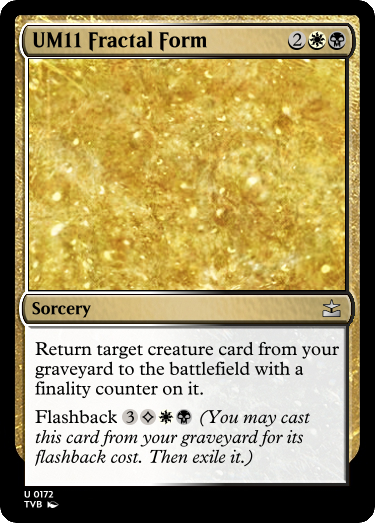 UM11 Fractal Form 2
Sorcery
Return target creature card from your
graveyard to the battlefield with a
finality counter on it.
Flashback 3 (You may cast
this card from your graveyard for its
flashback cost. Then exile it.)
U 0172
TVB